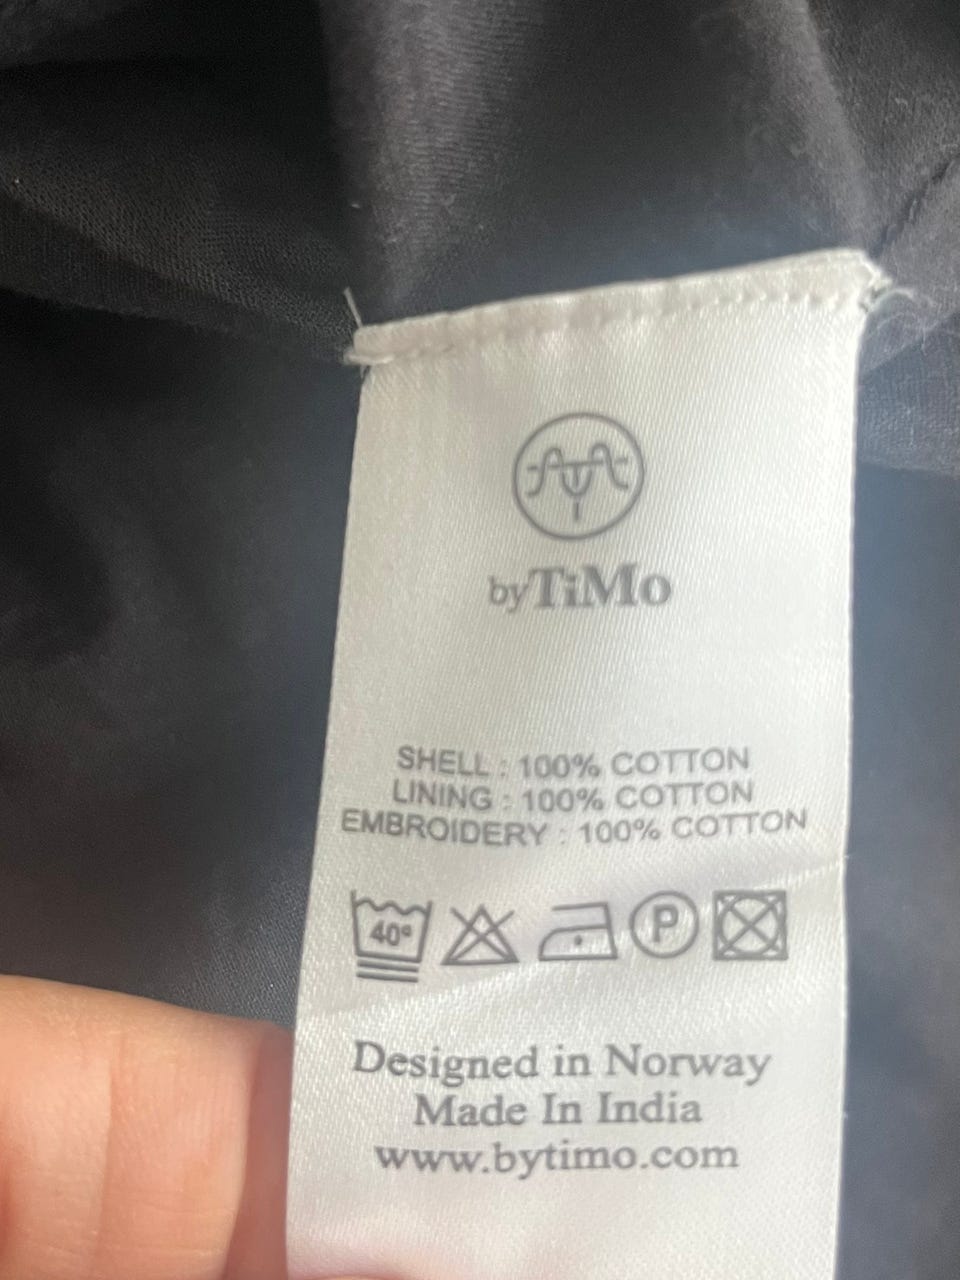 byTiMo
SHELL : 100% COTTON
LINING : 100% COTTON
EMBROIDERY : 100% COTTON
40° P
Designed in Norway
Made In India
www.bytimo.com